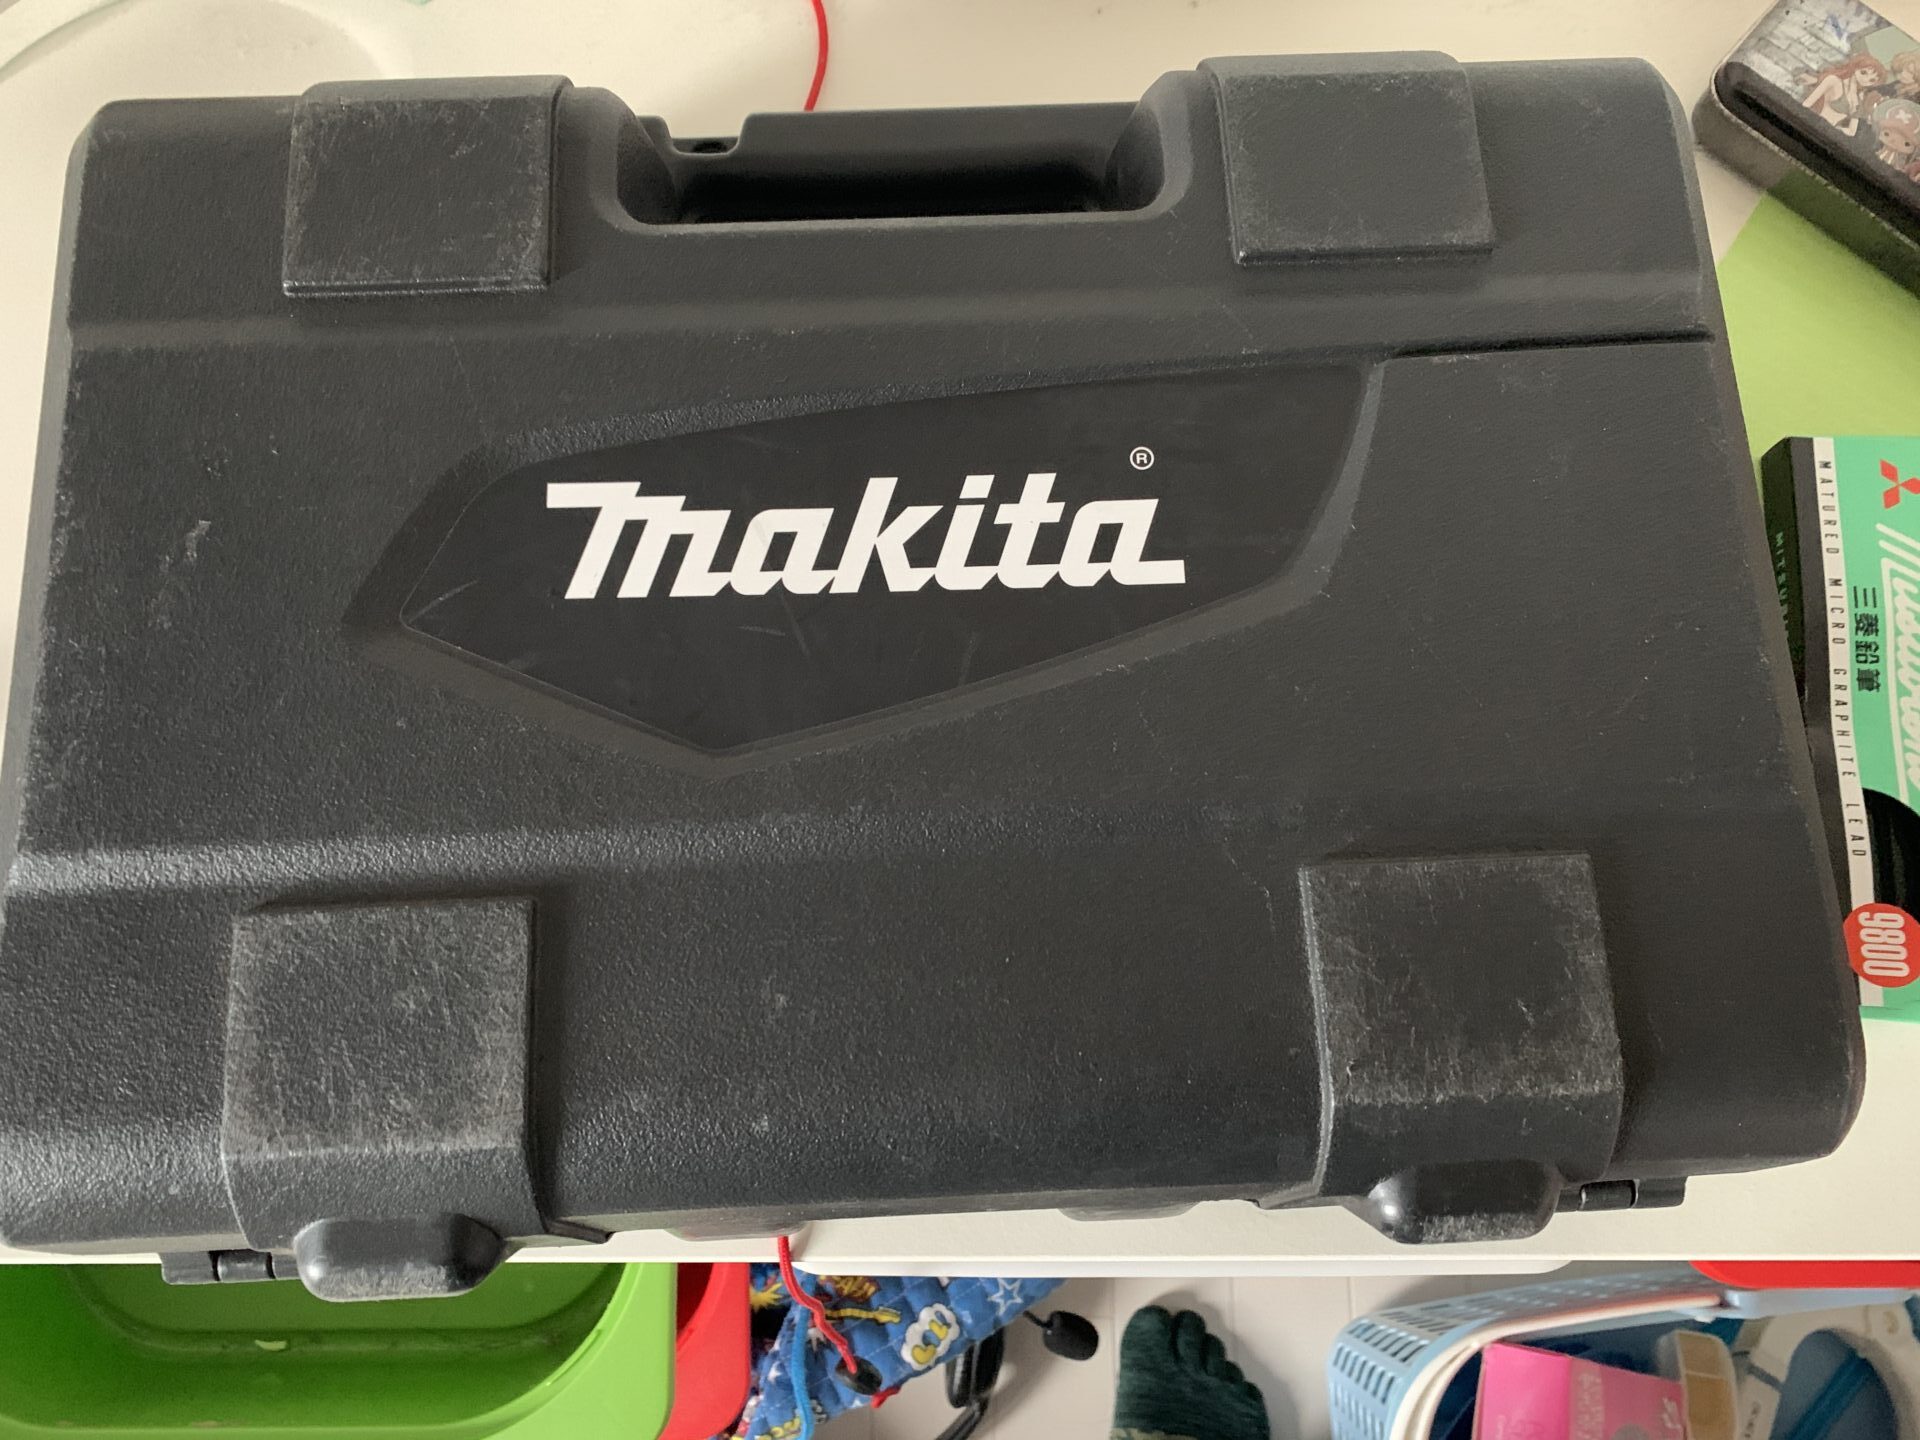 makita®
MATURED MICRO GRAPHITE LEAD
三菱鉛筆
9800